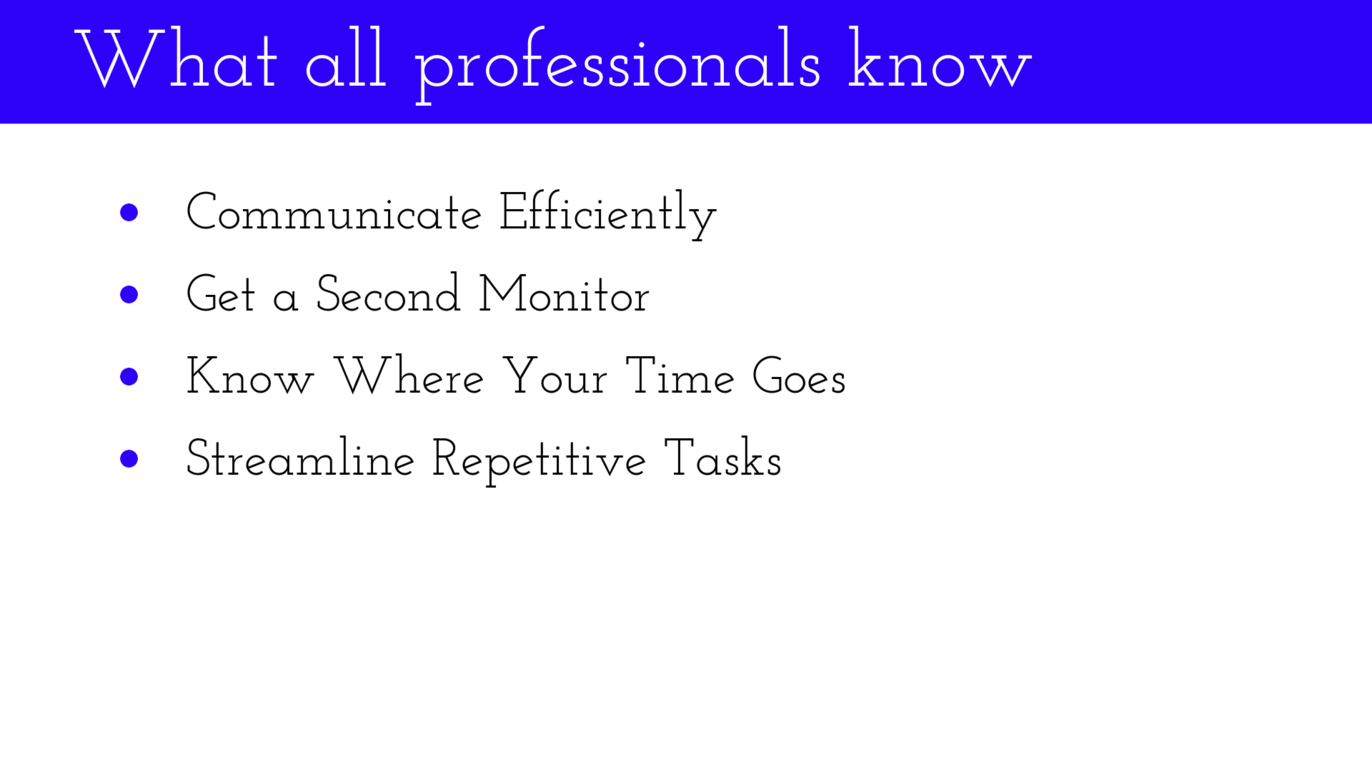 What all professionals know
Communicate Efficiently
Get a Second Monitor
Know Where Your Time Goes
Streamline Repetitive Tasks